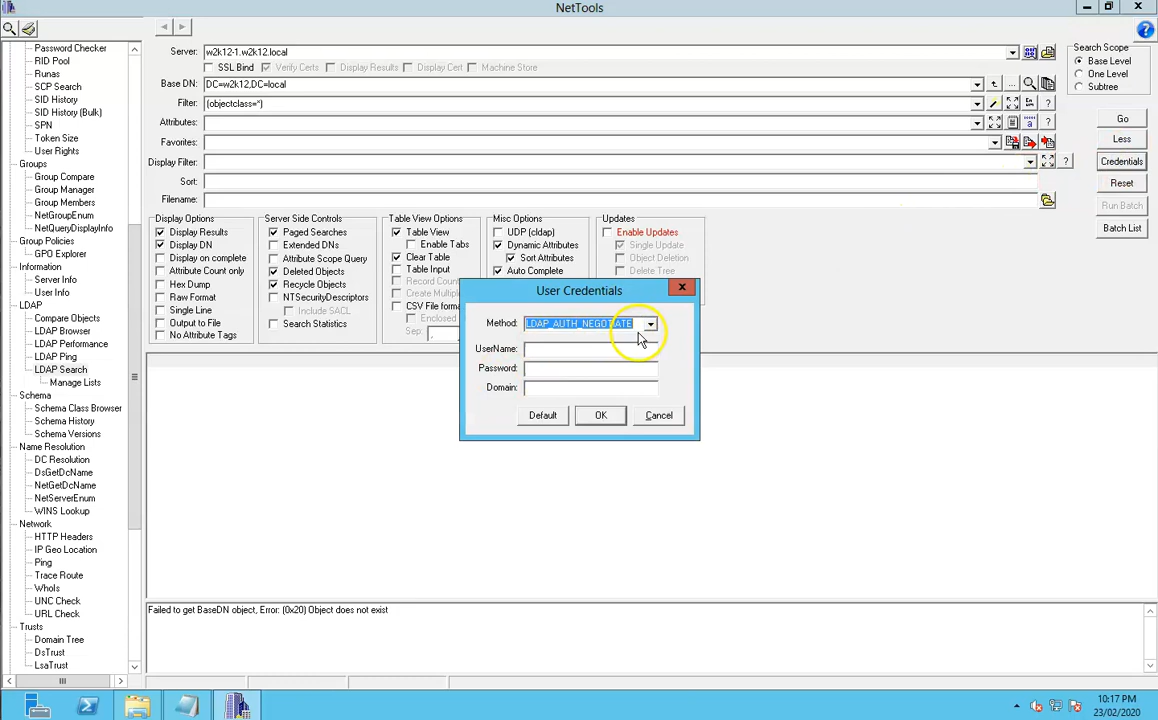 NetTools
Password Checker
RID Pool
Runas
SCP Search
SID History
SID History (Bulk)
SPN
Token Size
User Rights
Groups
Group Compare
Group Manager
Group Members
NetGroupEnum
NetQueryDisplayInfo
Group Policies
GPO Explorer
Information
Server Info
User Info
LDAP
Compare Objects
LDAP Browser
LDAP Performance
LDAP Ping
LDAP Search
Manage Lists
Schema
Schema Class Browser
Schema History
Schema Versions
Name Resolution
DC Resolution
DsGetDcName
NetGetDcName
NetServerEnum
WINS Lookup
Network
HTTP Headers
IP Geo Location
Ping
Trace Route
WhoIs
UNC Check
URL Check
Trusts
Domain Tree
DsTrust
LsaTrust
Server: w2k12-1.w2k12.local
SSL Bind Verify Certs Display Results Display Cert Machine Store
Base DN: DC=w2k12,DC=local
Filter: (objectclass=*)
Attributes:
Favorites:
Display Filter:
Sort:
Filename:
Search Scope
Base Level
One Level
Subtree
Go
Less
Credentials
Reset
Run Batch
Batch List
Display Options
Display Results
Display DN
Display on complete
Attribute Count only
Hex Dump
Raw Format
Single Line
Output to File
No Attribute Tags
Server Side Controls
Paged Searches
Extended DNs
Attribute Scope Query
Deleted Objects
Recycle Objects
NTSecurityDescriptors
Include SACL
Search Statistics
Table View Options
Table View
Enable Tabs
Clear Table
Table Input
Record Count
Create Multiple
CSV File forma
Enclosed
Sep. ,
Misc Options
UDP (cldap)
Dynamic Attributes
Sort Attributes
Auto Complete
Updates
Enable Updates
Single Update
Object Deletion
Delete Tree
User Credentials
Method: LDAP_AUTH_NEGOTIATE
UserName:
Password:
Domain:
Default OK Cancel
Failed to get BaseDN object, Error: (0x20) Object does not exist
10:17 PM
23/02/2020